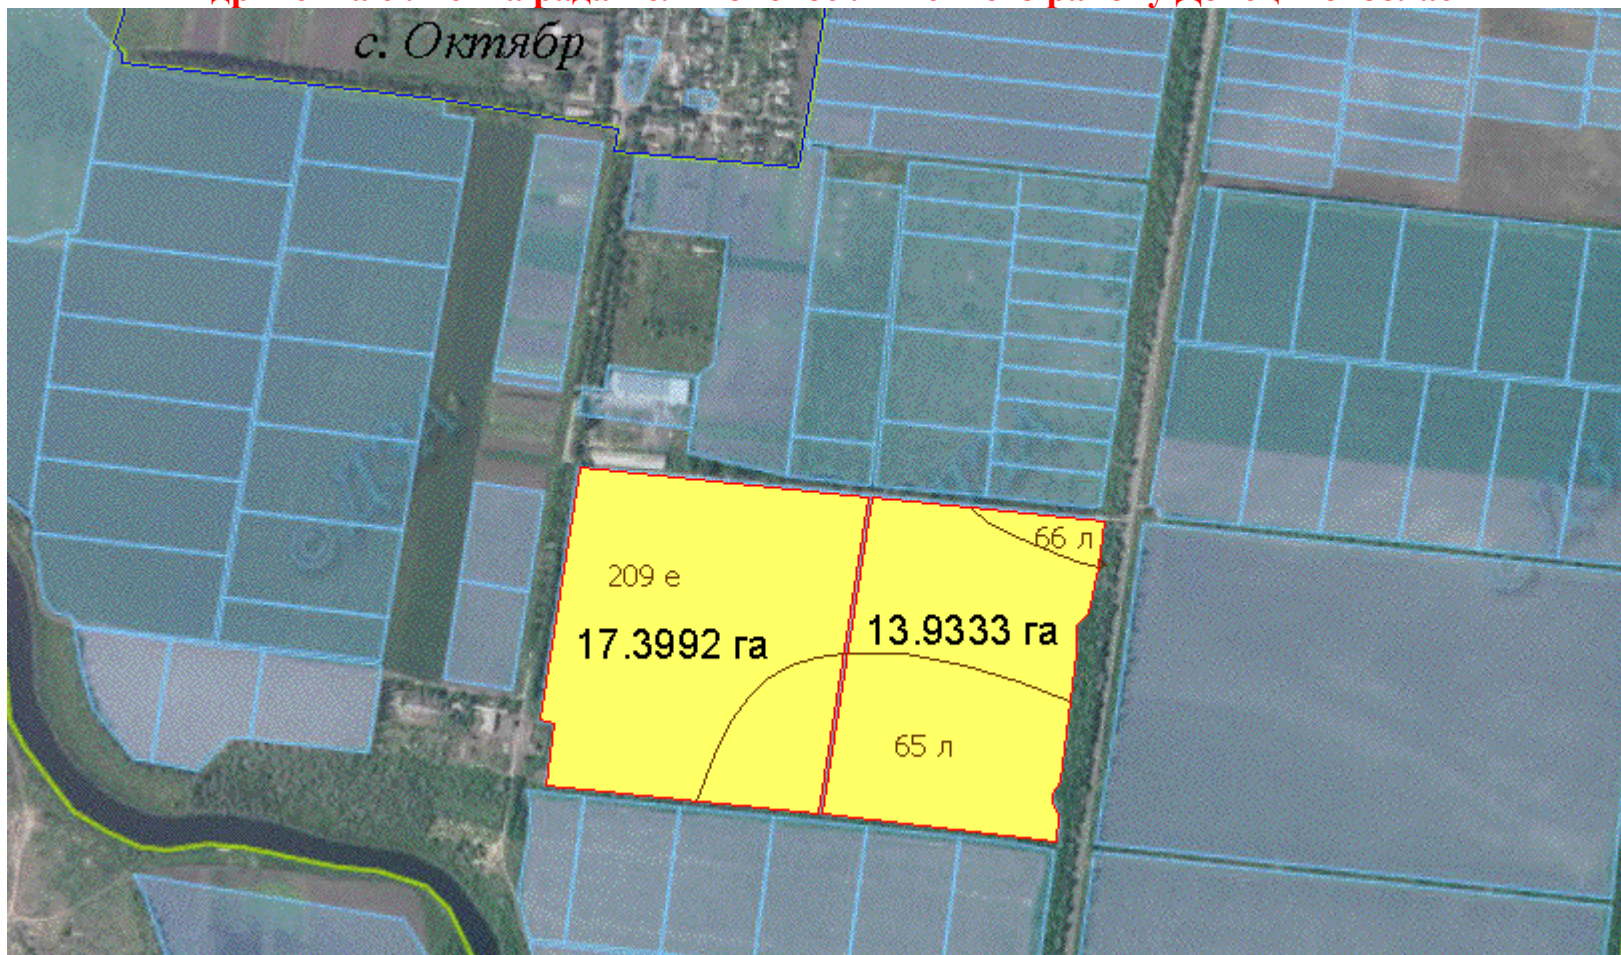 с. Октябр
66 л
209 е
13.9333 га
17.3992 га
65 л